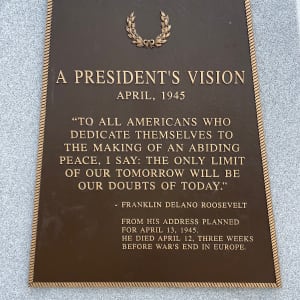 A PRESIDENT'S VISION
APRIL, 1945
"TO ALL AMERICANS WHO
DEDICATE THEMSELVES TO
THE MAKING OF AN ABIDING
PEACE, I SAY: THE ONLY LIMIT
OF OUR TOMORROW WILL BE
OUR DOUBTS OF TODAY."
- FRANKLIN DELANO ROOSEVELT
FROM HIS ADDRESS PLANNED
FOR APRIL 13, 1945.
HE DIED APRIL 12, THREE WEEKS
BEFORE WAR'S END IN EUROPE.